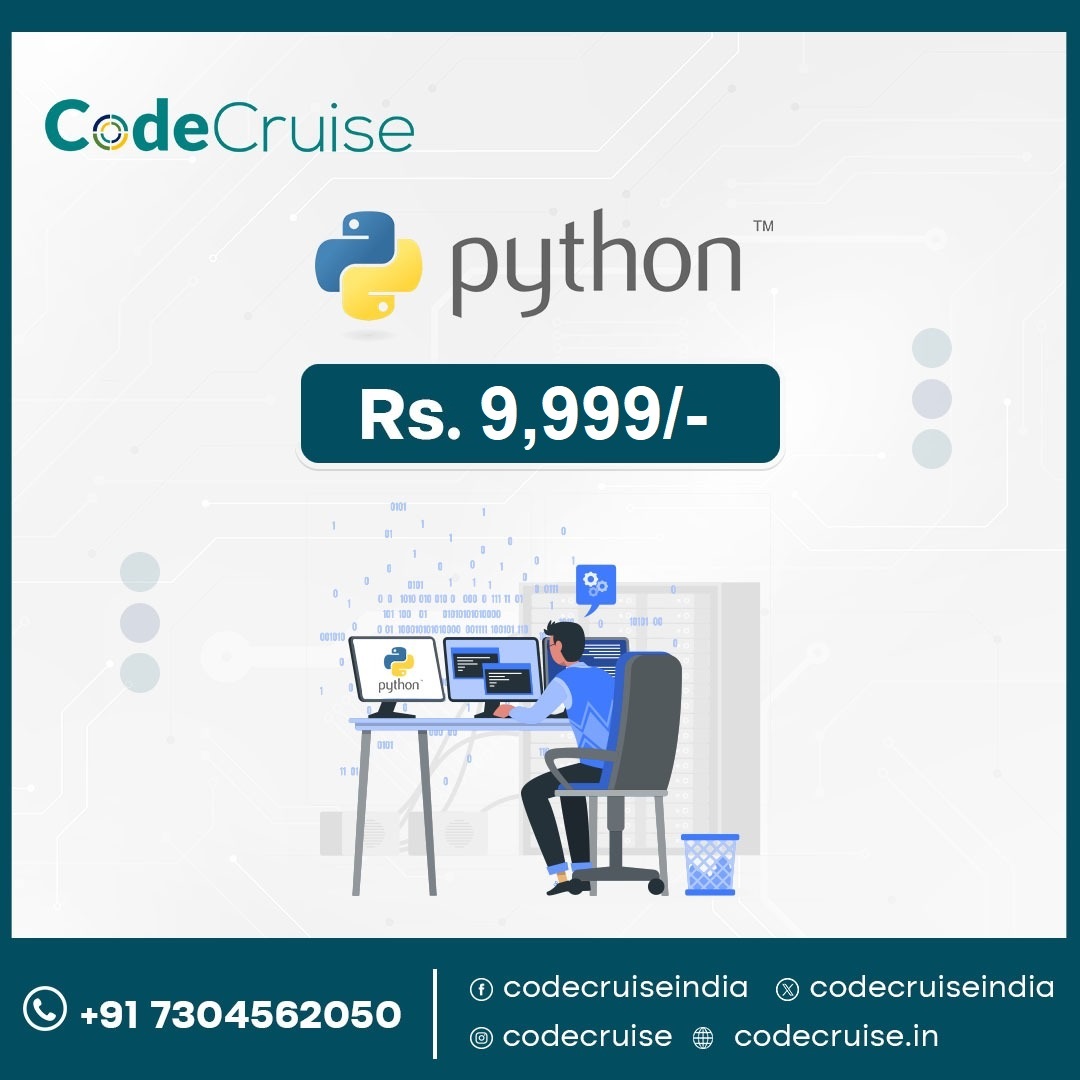 CodeCruise
python™
Rs. 9,999/-
python
+91 7304562050
codecruiseindia
codecruiseindia
codecruise
codecruise.in